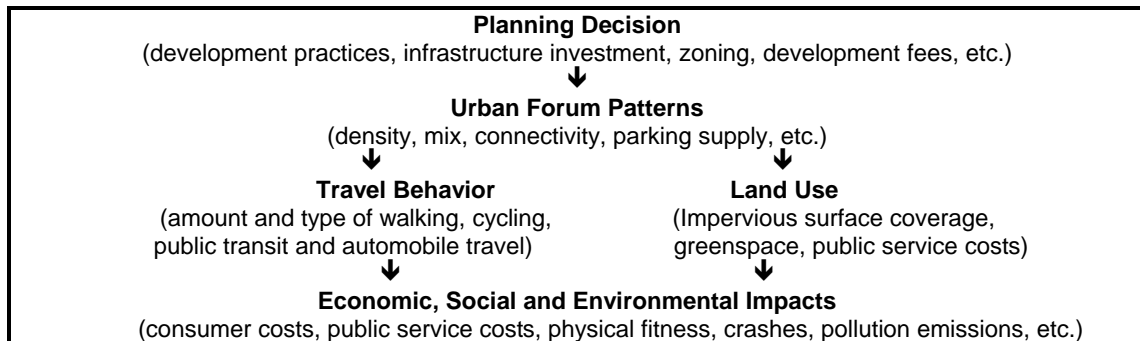 Planning Decision
(development practices, infrastructure investment, zoning, development fees, etc.)
Urban Forum Patterns
(density, mix, connectivity, parking supply, etc.)
Travel Behavior
(amount and type of walking, cycling,
public transit and automobile travel)
Land Use
(Impervious surface coverage,
greenspace, public service costs)
Economic, Social and Environmental Impacts
(consumer costs, public service costs, physical fitness, crashes, pollution emissions, etc.)